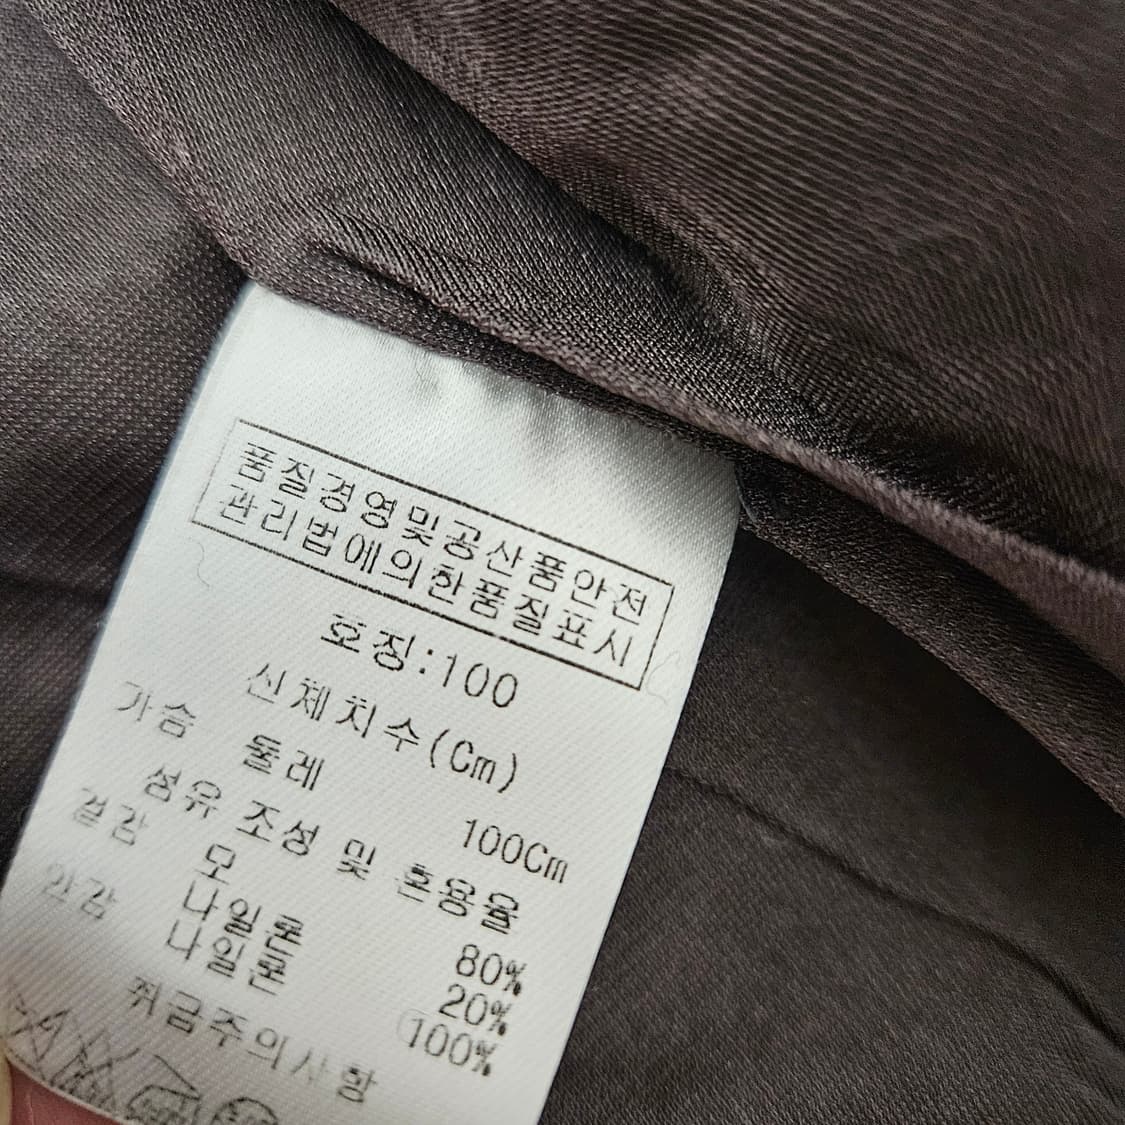 품질경영및공산품안전
관리법에의한품질표시
호칭:100
신체치수(Cm)
가슴 둘레 100Cm
섬유 조성 및 혼용율
겉감 모 80%
나일론 20%
안감 나일론 100%
취급주의사항